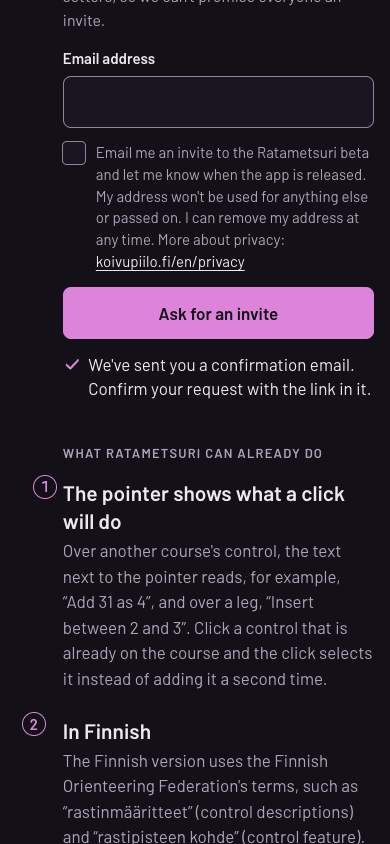 invite.
Email address
Email me an invite to the Ratametsuri beta
and let me know when the app is released.
My address won't be used for anything else
or passed on. I can remove my address at
any time. More about privacy:
koivupiilo.fi/en/privacy
Ask for an invite
We've sent you a confirmation email.
Confirm your request with the link in it.
WHAT RATAMETSURI CAN ALREADY DO
1
The pointer shows what a click
will do
Over another course's control, the text
next to the pointer reads, for example,
“Add 31 as 4”, and over a leg, “Insert
between 2 and 3”. Click a control that is
already on the course and the click selects
it instead of adding it a second time.
2
In Finnish
The Finnish version uses the Finnish
Orienteering Federation's terms, such as
“rastinmääritteet” (control descriptions)
and “rastipisteen kohde” (control feature).